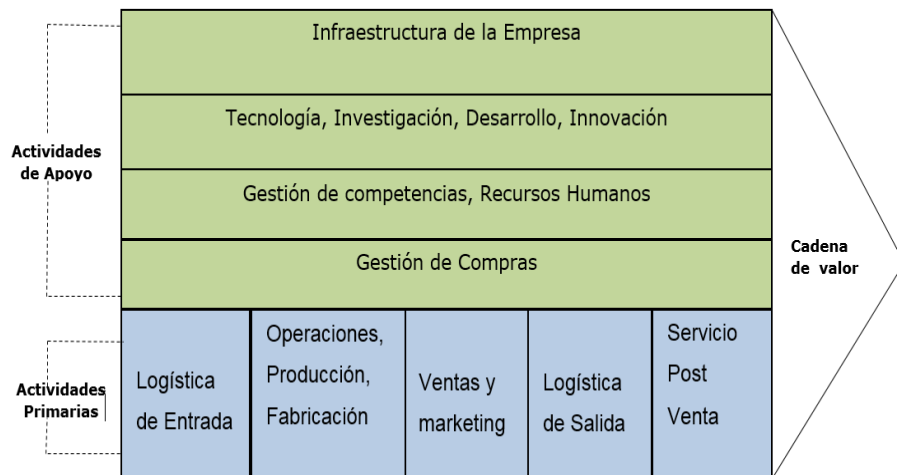 Infraestructura de la Empresa
Tecnología, Investigación, Desarrollo, Innovación
Actividades
de Apoyo
Gestión de competencias, Recursos Humanos
Gestión de Compras
Cadena
de valor
Actividades
Primarias
Logística
de Entrada
Operaciones,
Producción,
Fabricación
Ventas y
marketing
Logística
de Salida
Servicio
Post
Venta